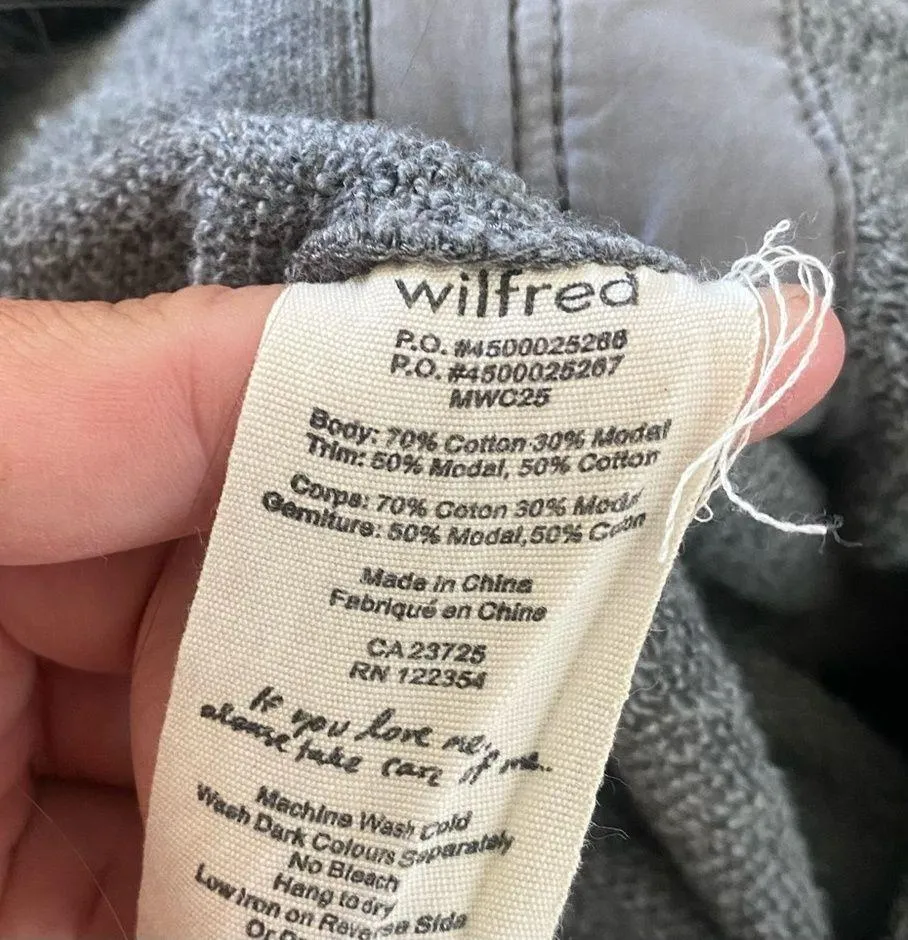 wilfred
P.O. #4500025266
P.O. #4500025267
MWC25
Body: 70% Cotton 30% Modal
Trim: 50% Modal, 50% Cotton
Corps: 70% Coton 30% Modal
Garniture: 50% Modal, 50% Coton
Made in China
Fabriqué en Chine
CA 23725
RN 122354
If you love me,
please take care of me...
Machine Wash Cold
Wash Dark Colours Separately
No Bleach
Hang to dry
Low Iron on Reverse Side
Or